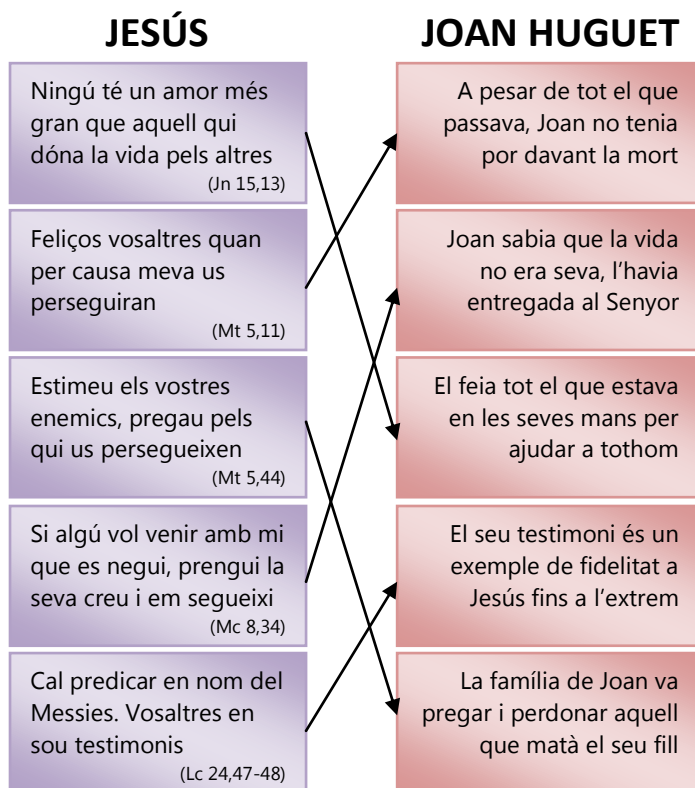 JESÚS
Ningú té un amor més
gran que aquell qui
dóna la vida pels altres
(Jn 15,13)
Feliços vosaltres quan
per causa meva us
perseguiran
(Mt 5,11)
Estimeu els vostres
enemics, pregau pels
qui us persegueixen
(Mt 5,44)
Si algú vol venir amb mi
que es negui, prengui la
seva creu i em segueixi
(Mc 8,34)
Cal predicar en nom del
Messies. Vosaltres en
sou testimonis
(Lc 24,47-48)
JOAN HUGUET
A pesar de tot el que
passava, Joan no tenia
por davant la mort
Joan sabia que la vida
no era seva, l’havia
entregada al Senyor
El feia tot el que estava
en les seves mans per
ajudar a tothom
El seu testimoni és un
exemple de fidelitat a
Jesús fins a l’extrem
La família de Joan va
pregar i perdonar aquell
que matà el seu fill